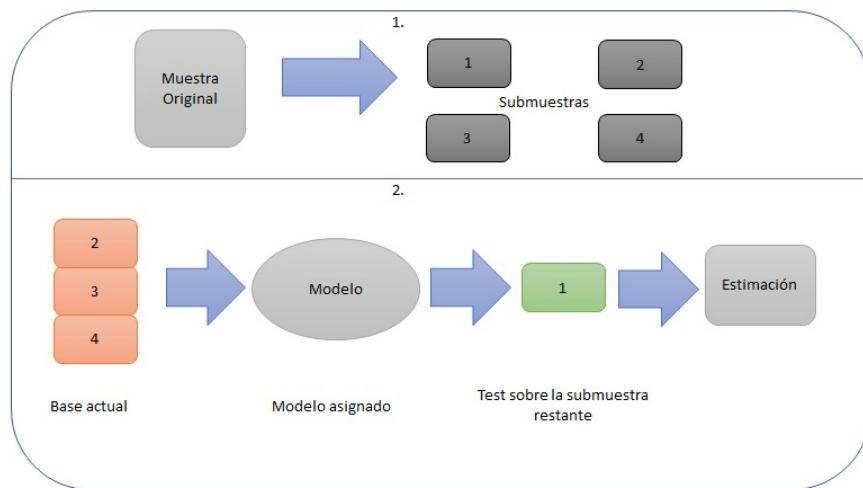 1.
Muestra
Original
1
2
Submuestras
3
4
2.
2
3
4
Modelo
1
Estimación
Base actual
Modelo asignado
Test sobre la submuestra
restante